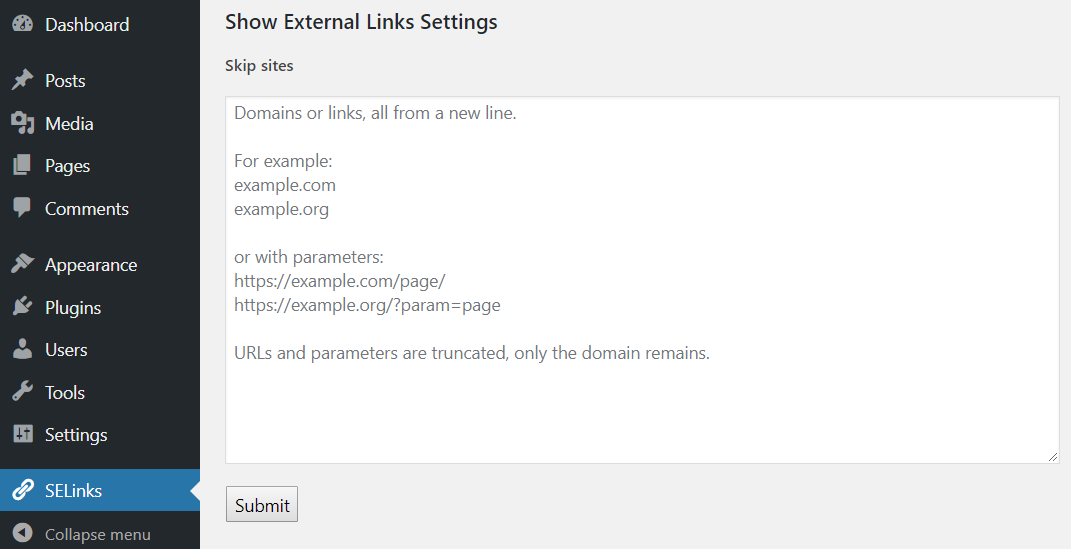 Dashboard
Posts
Media
Pages
Comments
Appearance
Plugins
Users
Tools
Settings
SELinks
Collapse menu
Show External Links Settings
Skip sites
Domains or links, all from a new line.
For example:
example.com
example.org
or with parameters:
https://example.com/page/
https://example.org/?param=page
URLs and parameters are truncated, only the domain remains.
Submit